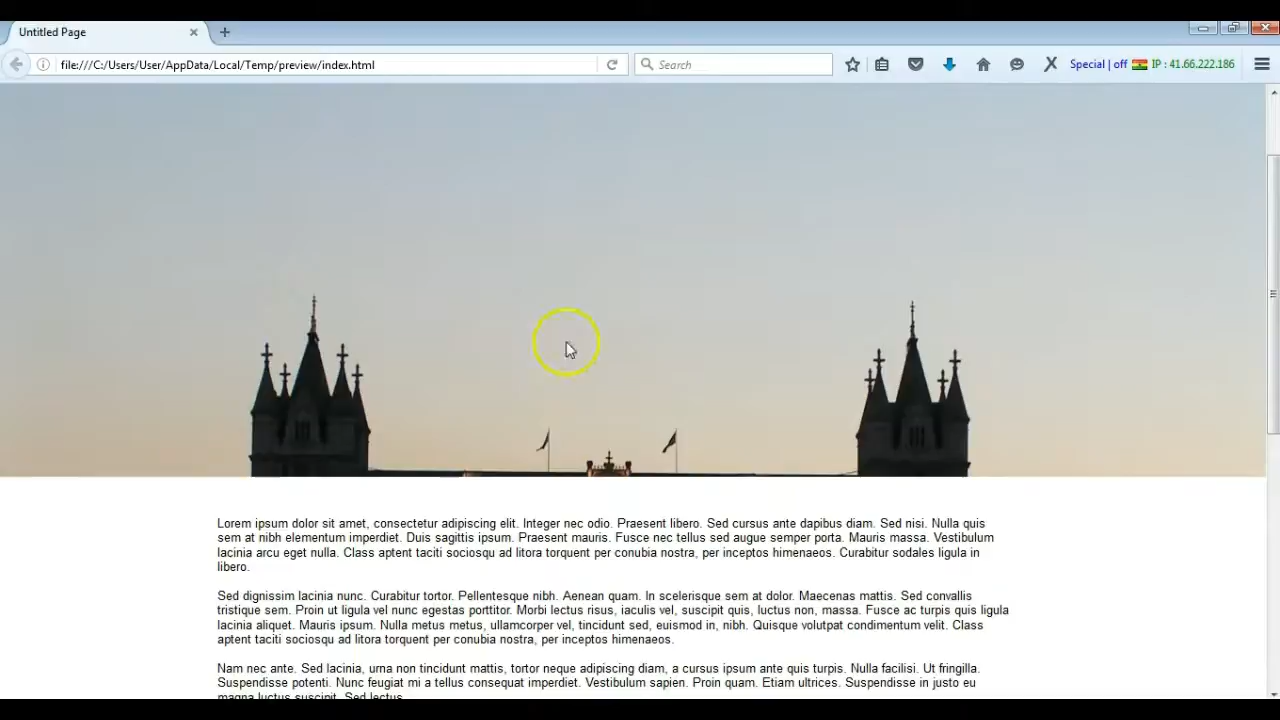 Untitled Page
file:///C:/Users/User/AppData/Local/Temp/preview/index.html
Search
Special | off
IP : 41.66.222.186
Lorem ipsum dolor sit amet, consectetur adipiscing elit. Integer nec odio. Praesent libero. Sed cursus ante dapibus diam. Sed nisi. Nulla quis
sem at nibh elementum imperdiet. Duis sagittis ipsum. Praesent mauris. Fusce nec tellus sed augue semper porta. Mauris massa. Vestibulum
lacinia arcu eget nulla. Class aptent taciti sociosqu ad litora torquent per conubia nostra, per inceptos himenaeos. Curabitur sodales ligula in
libero.
Sed dignissim lacinia nunc. Curabitur tortor. Pellentesque nibh. Aenean quam. In scelerisque sem at dolor. Maecenas mattis. Sed convallis
tristique sem. Proin ut ligula vel nunc egestas porttitor. Morbi lectus risus, iaculis vel, suscipit quis, luctus non, massa. Fusce ac turpis quis ligula
lacinia aliquet. Mauris ipsum. Nulla metus metus, ullamcorper vel, tincidunt sed, euismod in, nibh. Quisque volutpat condimentum velit. Class
aptent taciti sociosqu ad litora torquent per conubia nostra, per inceptos himenaeos.
Nam nec ante. Sed lacinia, urna non tincidunt mattis, tortor neque adipiscing diam, a cursus ipsum ante quis turpis. Nulla facilisi. Ut fringilla.
Suspendisse potenti. Nunc feugiat mi a tellus consequat imperdiet. Vestibulum sapien. Proin quam. Etiam ultrices. Suspendisse in justo eu
magna luctus suscipit. Sed lectus.